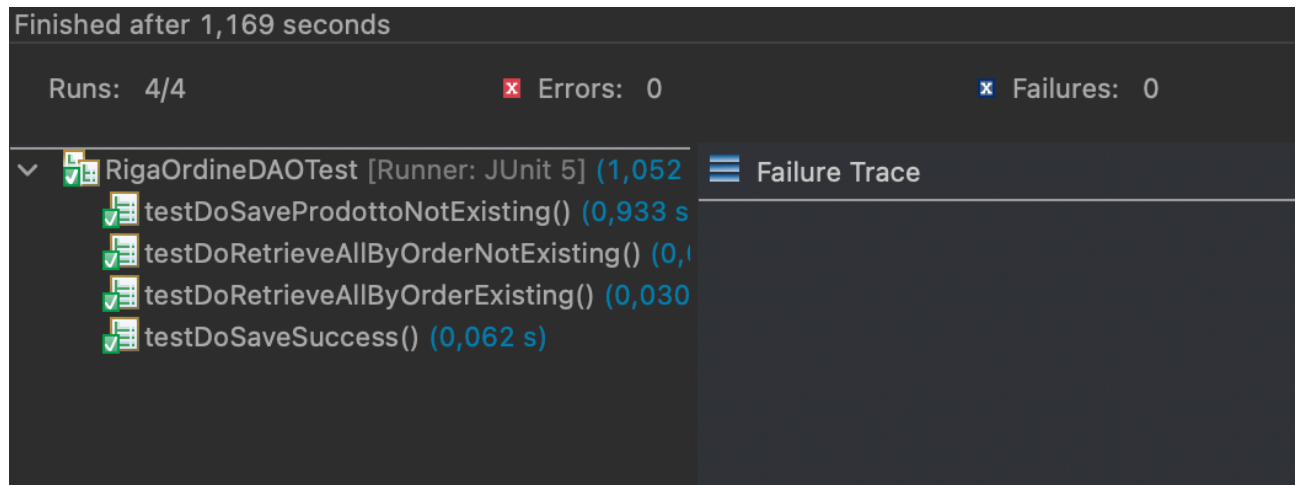 Finished after 1,169 seconds
Runs: 4/4 Errors: 0 Failures: 0
RigaOrdineDAOTest [Runner: JUnit 5] (1,052
Failure Trace
testDoSaveProdottoNotExisting() (0,933 s
testDoRetrieveAllByOrderNotExisting() (0,
testDoRetrieveAllByOrderExisting() (0,030
testDoSaveSuccess() (0,062 s)